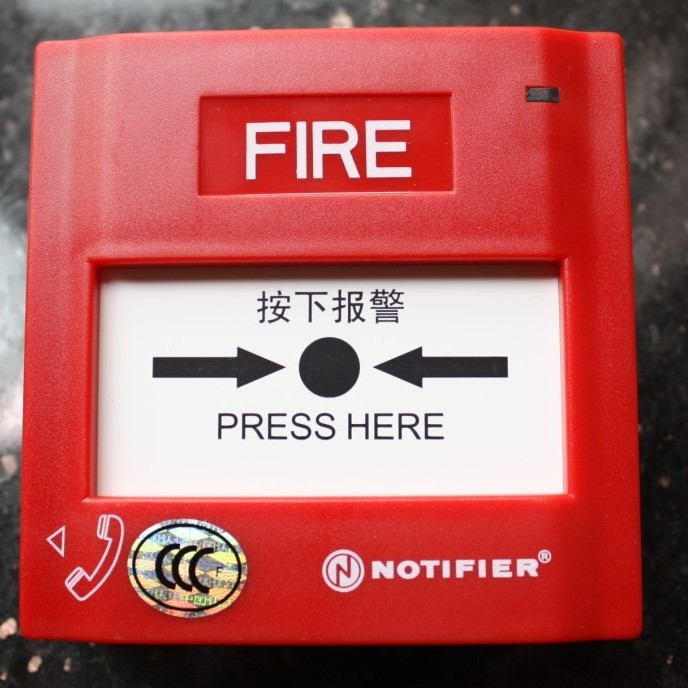 FIRE
按下报警
PRESS HERE
CCC F
NOTIFIER®